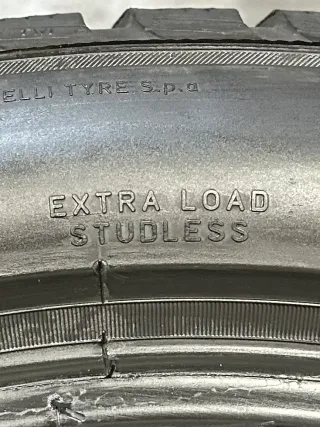 ELLI TYRE S.p.a
EXTRA LOAD
STUDLESS